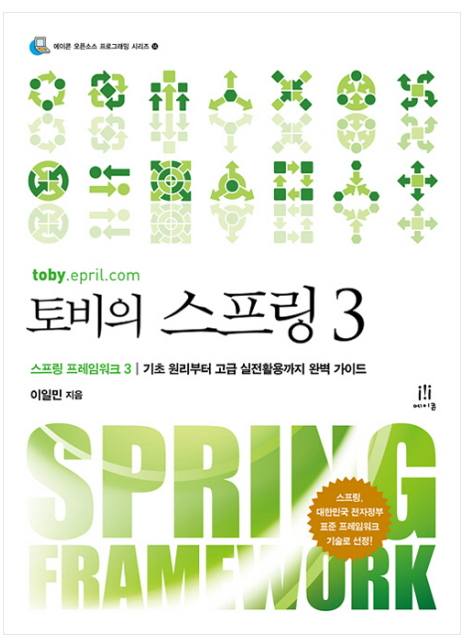 에이콘 오픈소스 프로그래밍 시리즈
toby.epril.com
토비의 스프링 3
스프링 프레임워크 3 | 기초 원리부터 고급 실전활용까지 완벽 가이드
이일민 지음
에이콘
SPRING
스프링,
대한민국 전자정부
표준 프레임워크
기술로 선정!
FRAMEWORK